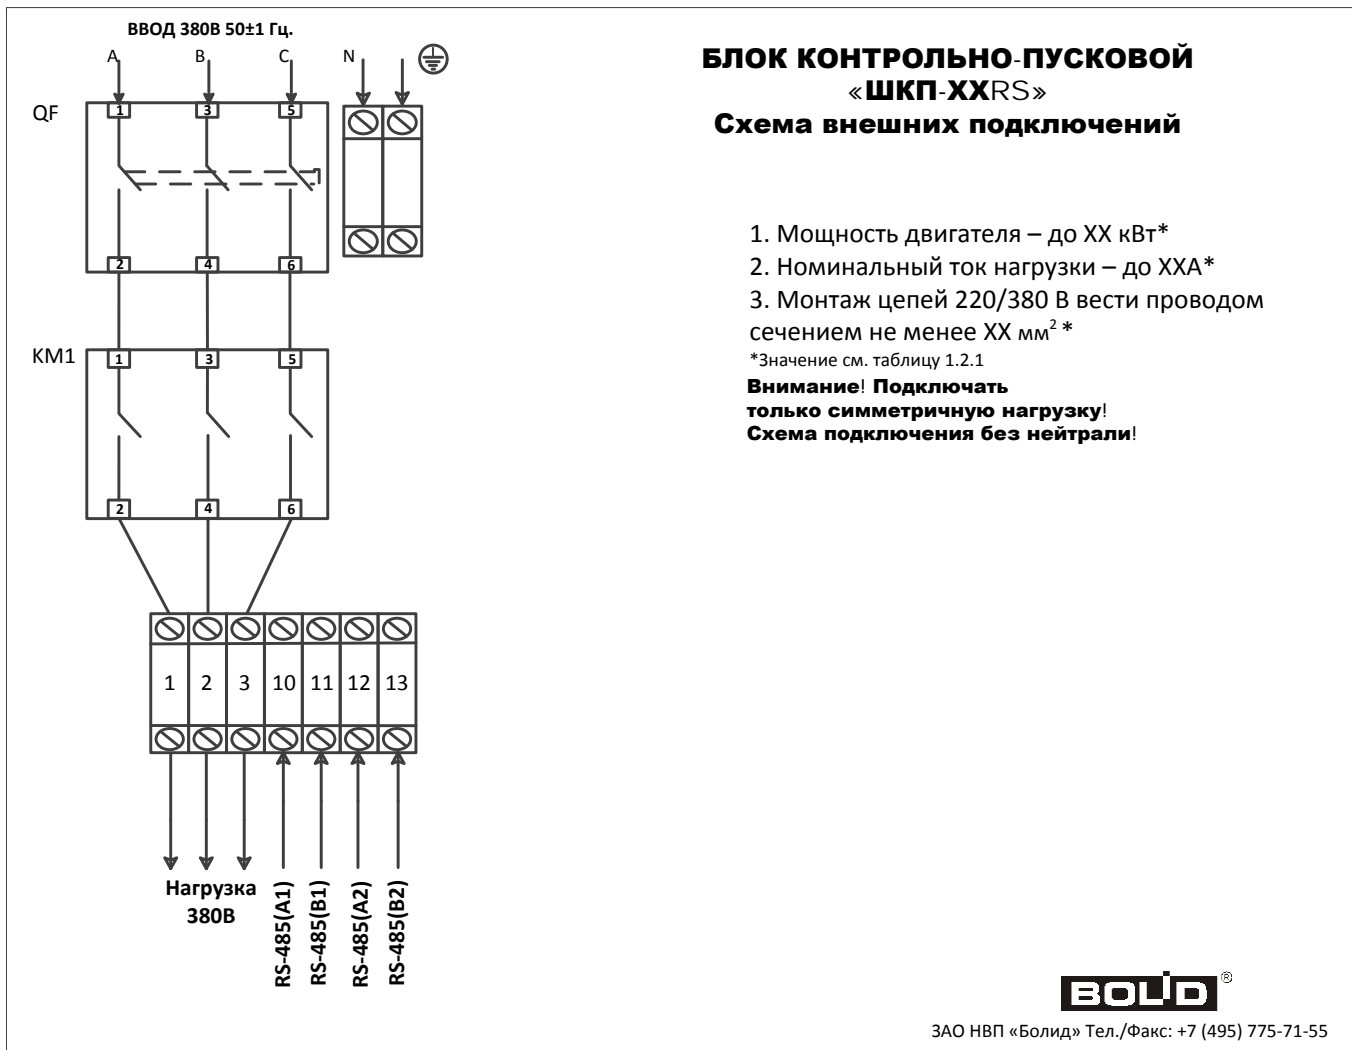 ВВОД 380В 50±1 Гц.
A B C N
QF
1 3 5
2 4 6
KM1
1 3 5
2 4 6
1 2 3 10 11 12 13
Нагрузка
380В
RS-485(A1)
RS-485(B1)
RS-485(A2)
RS-485(B2)
БЛОК КОНТРОЛЬНО-ПУСКОВОЙ
«ШКП-ХХRS»
Схема внешних подключений
1. Мощность двигателя – до ХХ кВт*
2. Номинальный ток нагрузки – до ХХА*
3. Монтаж цепей 220/380 В вести проводом
сечением не менее ХХ мм² *
*Значение см. таблицу 1.2.1
Внимание! Подключать
только симметричную нагрузку!
Схема подключения без нейтрали!
BOLID ®
ЗАО НВП «Болид» Тел./Факс: +7 (495) 775-71-55